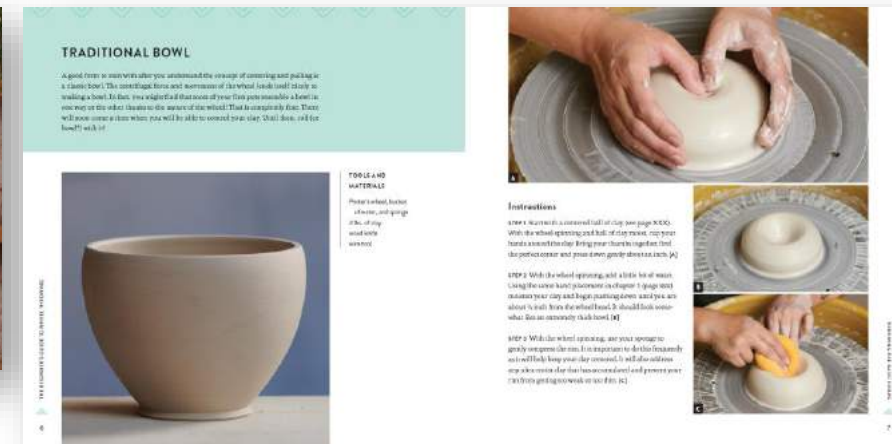 TRADITIONAL BOWL
A good form to start with after you understand the concept of centering and pulling is
a classic bowl. The centrifugal force and movement of the wheel lends itself nicely to
making a bowl. In fact, you might find that most of your first pots resemble a bowl in
one way or the other thanks to the nature of the wheel! That is completely fine. There
will soon come a time when you will be able to control your clay. Until then, roll (or
bowl?) with it!
TOOLS AND
MATERIALS
Potter's wheel, bucket
of water, and sponge
of clay
wood knife
THE BEGINNER'S GUIDE TO WHEEL THROWING
6
A
Instructions
STEP 1 Start with a centered ball of clay (see page XXX).
With the wheel spinning and ball of clay moist, cup your
hands around the clay. Bring your thumbs together, find
the perfect center and press down gently about an inch. [A]
STEP 2 With the wheel spinning, add a little bit of water.
Using the same hand placement in chapter 1 (page
moisten your clay and begin pushing down until you are
about ¼ inch from the wheel head. It should look some-
what like an extremely thick bowl. [B]
STEP 3 With the wheel spinning, use your sponge to
gently compress the rim. It is important to do this frequently
as it will help keep your clay centered. It will also address
any idea moist clay that has accumulated and prevent your
rim from getting too weak or too thin. [C]
B
C
7